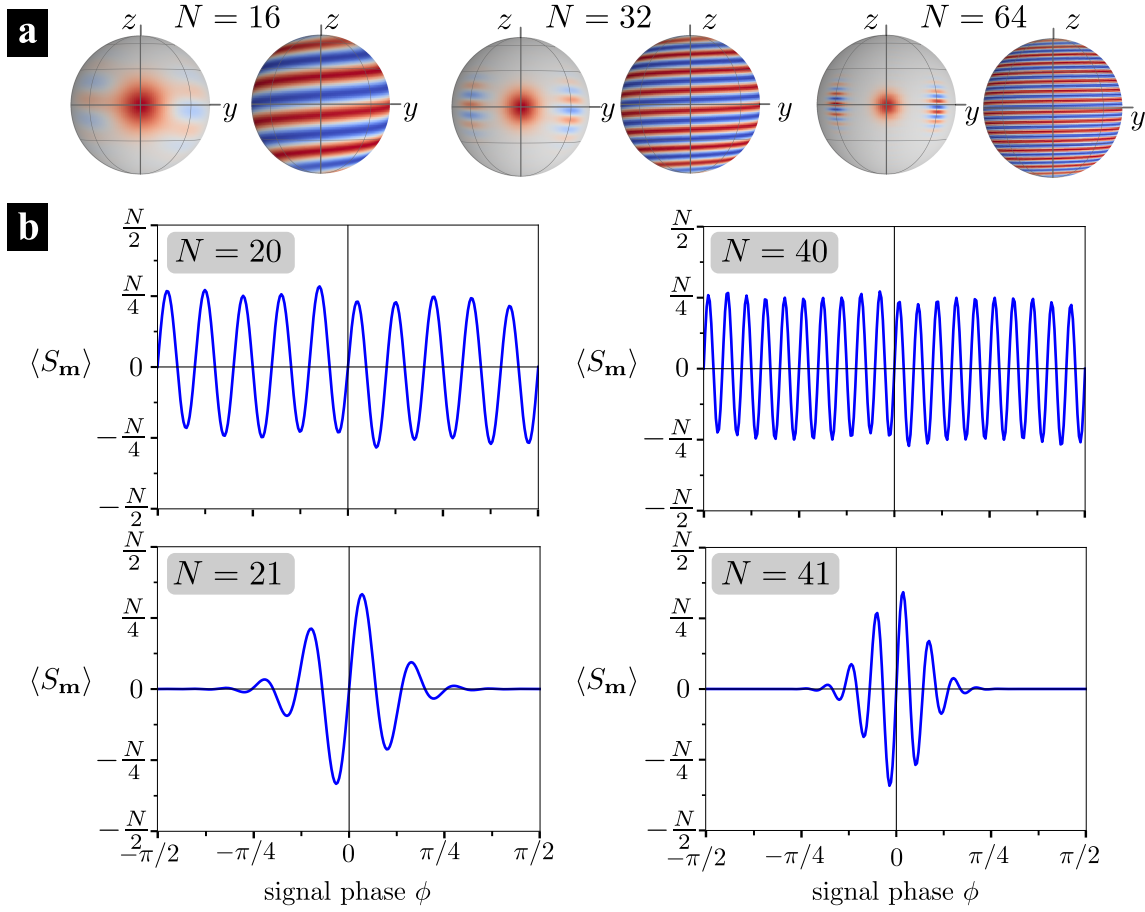 a
z N = 16 z
y y
z N = 32 z
y y
z N = 64 z
y y
b
N = 20
N/2
N/4
⟨S_m⟩ 0
−N/4
−N/2
N = 40
N/2
N/4
⟨S_m⟩ 0
−N/4
−N/2
N = 21
N/2
N/4
⟨S_m⟩ 0
−N/4
−N/2
−π/2 −π/4 0 π/4 π/2
signal phase ϕ
N = 41
N/2
N/4
⟨S_m⟩ 0
−N/4
−N/2
−π/2 −π/4 0 π/4 π/2
signal phase ϕ